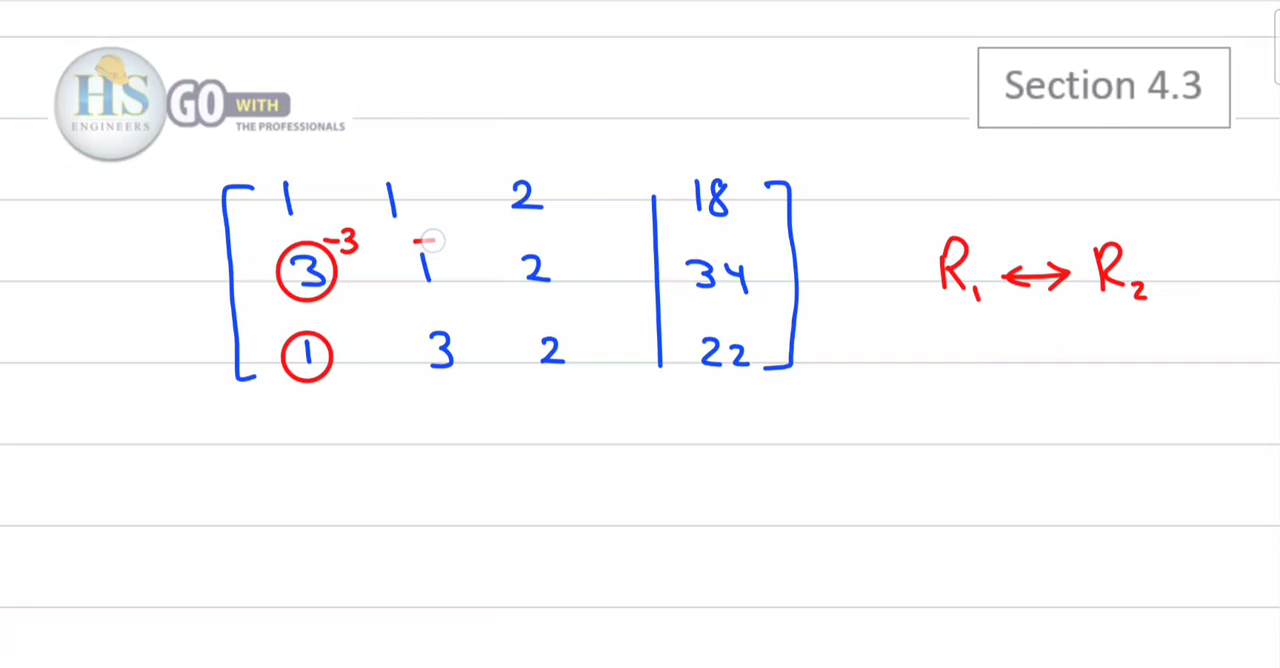 HS
ENGINEERS
GO WITH
THE PROFESSIONALS
Section 4.3
1 1 2 | 18
3 -3 1 - 2 | 34
1 3 2 | 22
R₁ ↔ R₂